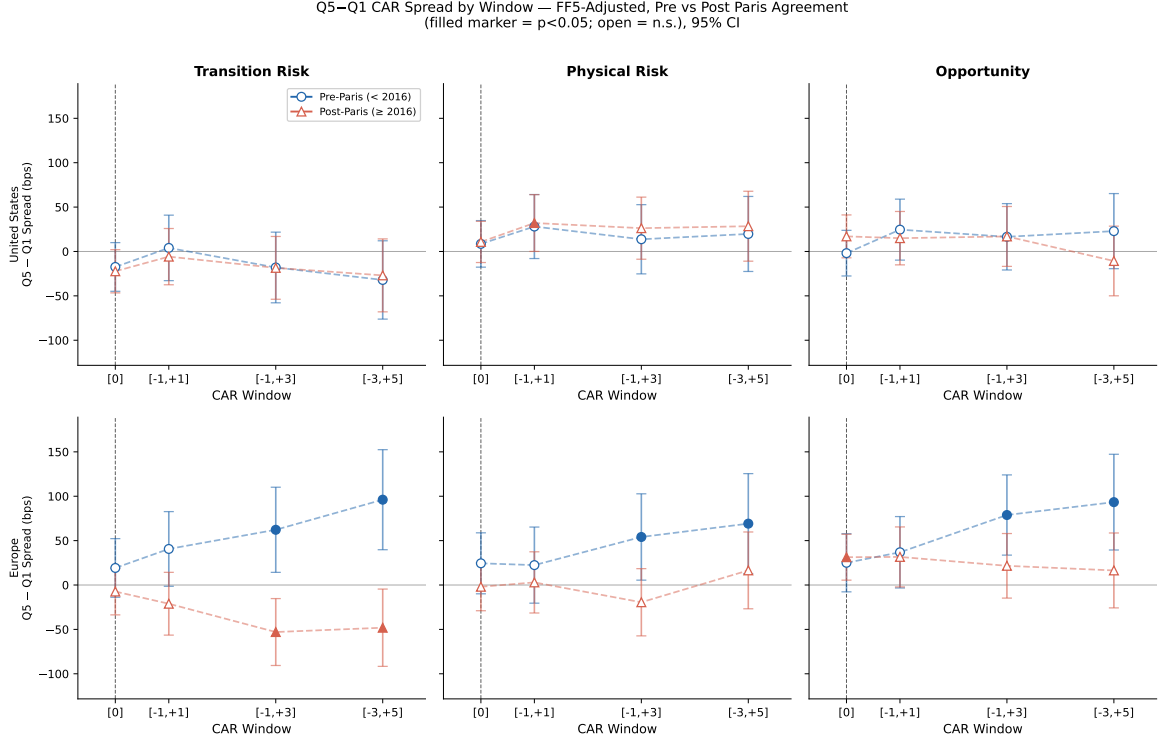 Q5−Q1 CAR Spread by Window — FF5-Adjusted, Pre vs Post Paris Agreement
(filled marker = p<0.05; open = n.s.), 95% CI
Transition Risk
Physical Risk
Opportunity
Pre-Paris (< 2016)
Post-Paris (≥ 2016)
United States
Q5 − Q1 Spread (bps)
150
100
50
0
−50
−100
[0]
[-1,+1]
[-1,+3]
[-3,+5]
CAR Window
[0]
[-1,+1]
[-1,+3]
[-3,+5]
CAR Window
[0]
[-1,+1]
[-1,+3]
[-3,+5]
CAR Window
Europe
Q5 − Q1 Spread (bps)
150
100
50
0
−50
−100
[0]
[-1,+1]
[-1,+3]
[-3,+5]
CAR Window
[0]
[-1,+1]
[-1,+3]
[-3,+5]
CAR Window
[0]
[-1,+1]
[-1,+3]
[-3,+5]
CAR Window